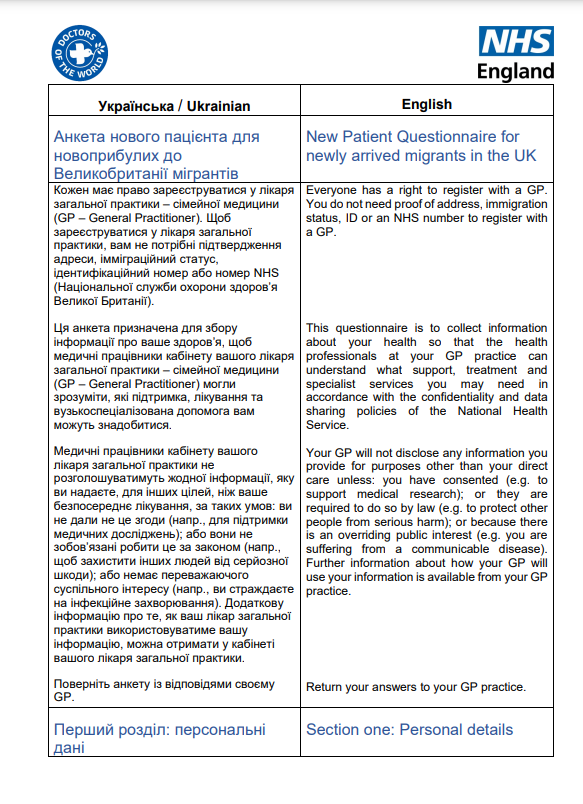 DOCTORS
OF THE WORLD
NHS
England
Українська / Ukrainian
English
Анкета нового пацієнта для
новоприбулих до
Великобританії мігрантів
New Patient Questionnaire for
newly arrived migrants in the UK
Кожен має право зареєструватися у лікаря
загальної практики – сімейної медицини
(GP – General Practitioner). Щоб
зареєструватися у лікаря загальної
практики, вам не потрібні підтвердження
адреси, імміграційний статус,
ідентифікаційний номер або номер NHS
(Національної служби охорони здоров'я
Великої Британії).
Everyone has a right to register with a GP.
You do not need proof of address, immigration
status, ID or an NHS number to register with
a GP.
Ця анкета призначена для збору
інформації про ваше здоров'я, щоб
медичні працівники кабінету вашого лікаря
загальної практики – сімейної медицини
(GP – General Practitioner) могли
зрозуміти, які підтримка, лікування та
вузькоспеціалізована допомога вам
можуть знадобитися.
This questionnaire is to collect information
about your health so that the health
professionals at your GP practice can
understand what support, treatment and
specialist services you may need in
accordance with the confidentiality and data
sharing policies of the National Health
Service.
Медичні працівники кабінету вашого
лікаря загальної практики не
розголошуватимуть жодної інформації, яку
ви надаєте, для інших цілей, ніж ваше
безпосереднє лікування, за таких умов: ви
не дали не це згоди (напр., для підтримки
медичних досліджень); або вони не
зобов'язані робити це за законом (напр.,
щоб захистити інших людей від серйозної
шкоди); або немає переважаючого
суспільного інтересу (напр., ви страждаєте
на інфекційне захворювання). Додаткову
інформацію про те, як ваш лікар загальної
практики використовуватиме вашу
інформацію, можна отримати у кабінеті
вашого лікаря загальної практики.
Your GP will not disclose any information you
provide for purposes other than your direct
care unless: you have consented (e.g. to
support medical research); or they are
required to do so by law (e.g. to protect other
people from serious harm); or because there
is an overriding public interest (e.g. you are
suffering from a communicable disease).
Further information about how your GP will
use your information is available from your GP
practice.
Поверніть анкету із відповідями своєму
GP.
Return your answers to your GP practice.
Перший розділ: персональні
дані
Section one: Personal details